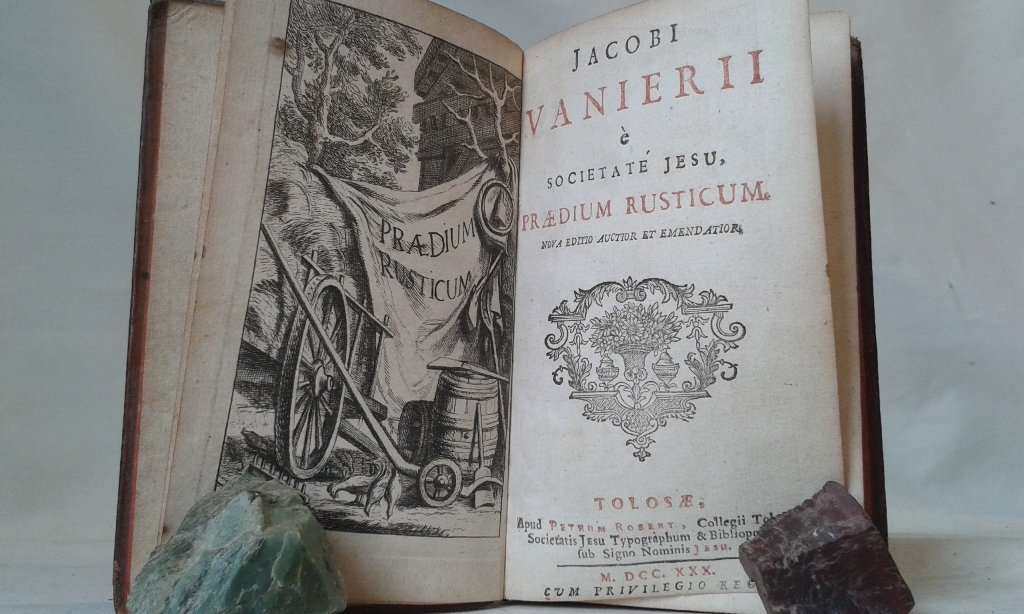 PRÆDIUM
RUSTICUM
JACOBI
VANIERII
è
SOCIETATE JESU,
PRÆDIUM RUSTICUM.
NOVA EDITIO AUCTIOR ET EMENDATIOR.
TOLOSÆ,
Apud PETRUM ROBERT, Collegii
Societatis Jesu Typographum &
sub Signo Nominis JESU.
M. DCC. XXX.
CUM PRIVILEGIO